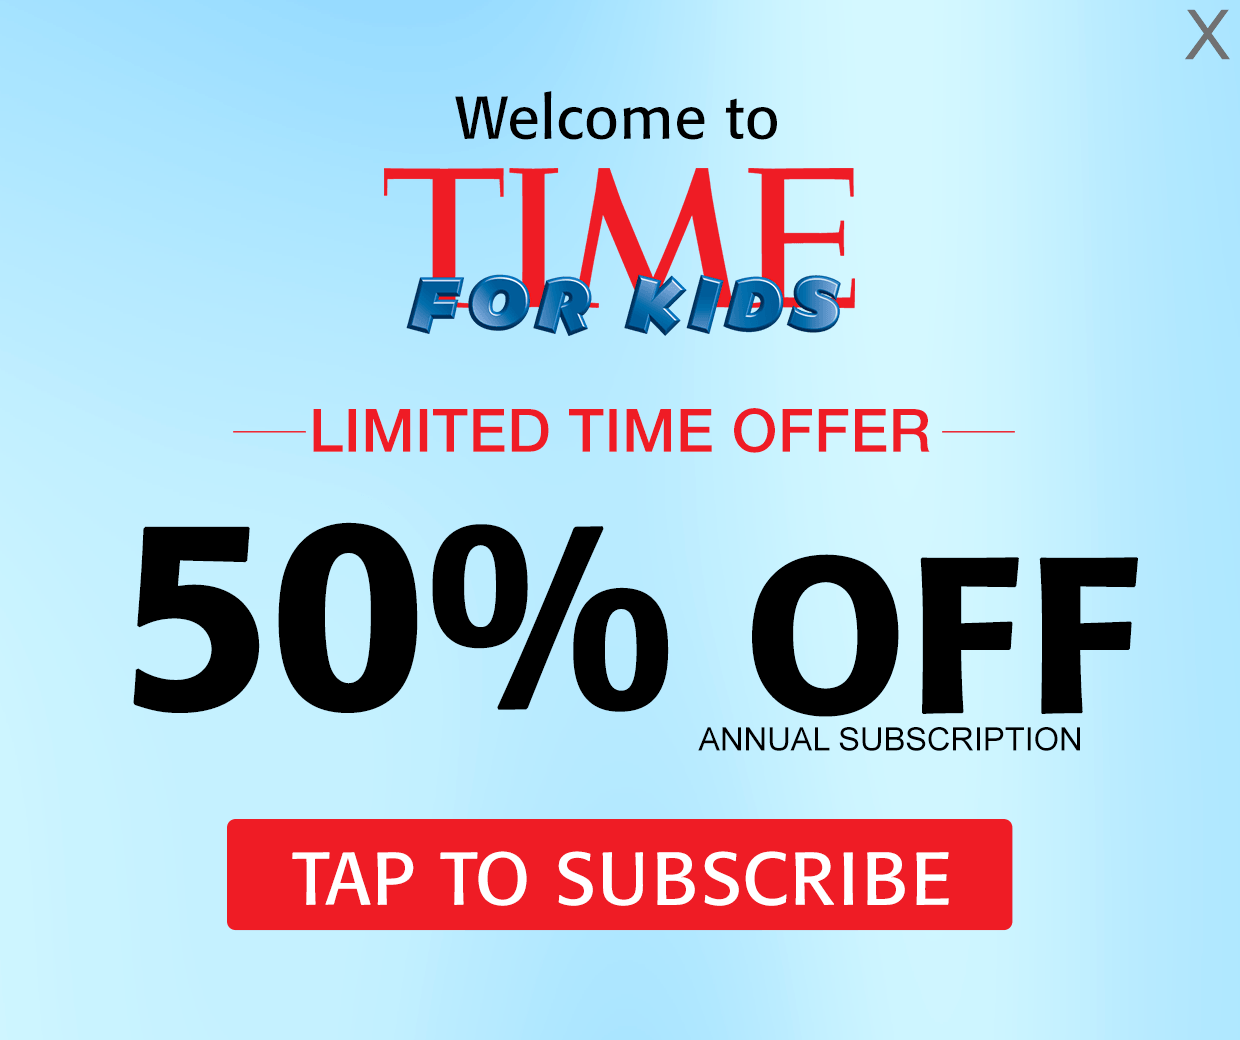 X
Welcome to
TIME
FOR KIDS
LIMITED TIME OFFER
50% OFF
ANNUAL SUBSCRIPTION
TAP TO SUBSCRIBE